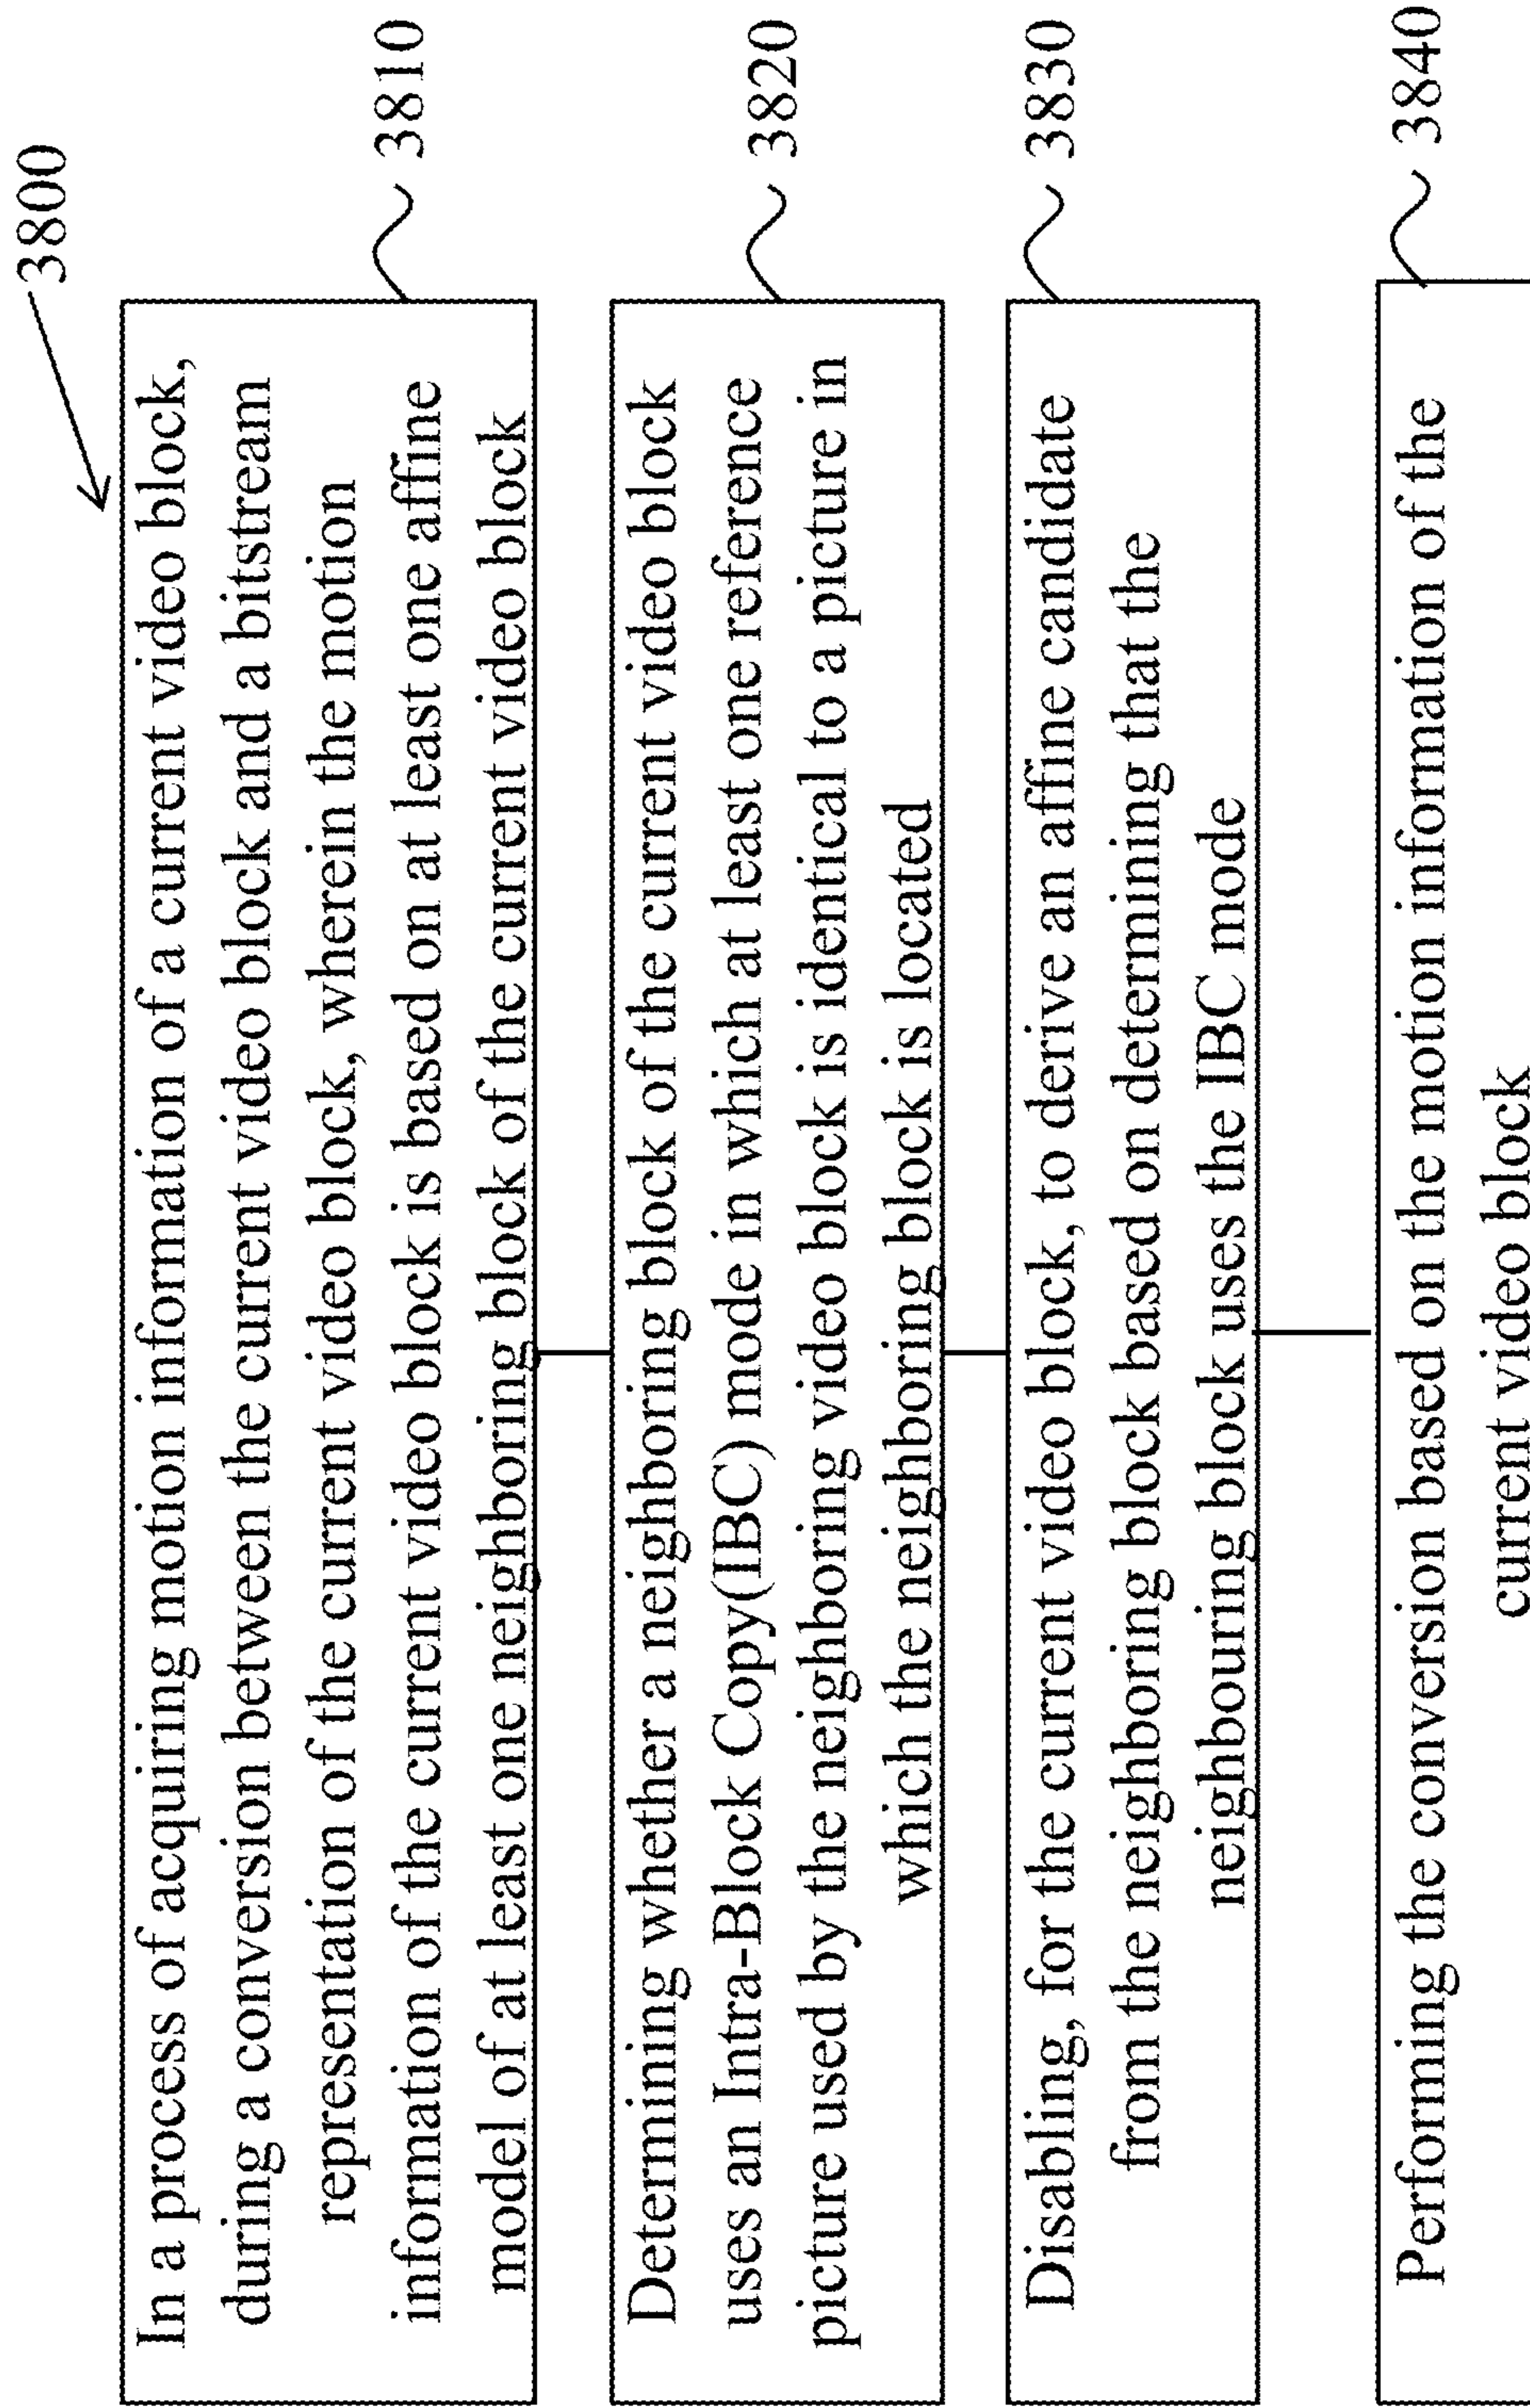 3800
In a process of acquiring motion information of a current video block,
during a conversion between the current video block and a bitstream
representation of the current video block, wherein the motion
information of the current video block is based on at least one affine
model of at least one neighboring block of the current video block
3810
Determining whether a neighboring block of the current video block
uses an Intra-Block Copy(IBC) mode in which at least one reference
picture used by the neighboring video block is identical to a picture in
which the neighboring block is located
3820
Disabling, for the current video block, to derive an affine candidate
from the neighboring block based on determining that the
neighbouring block uses the IBC mode
3830
Performing the conversion based on the motion information of the
current video block
3840